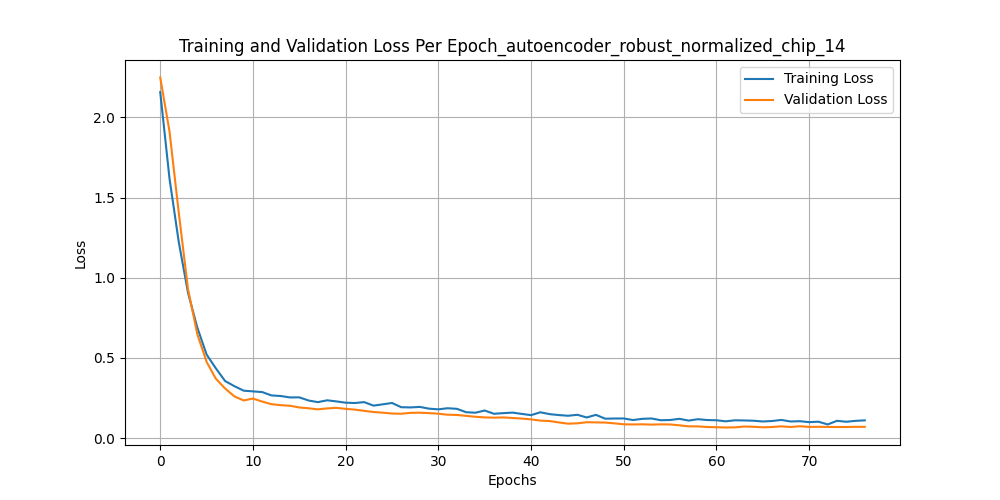 Training and Validation Loss Per Epoch_autoencoder_robust_normalized_chip_14
Training Loss
Validation Loss
Loss
2.0
1.5
1.0
0.5
0.0
0 10 20 30 40 50 60 70
Epochs